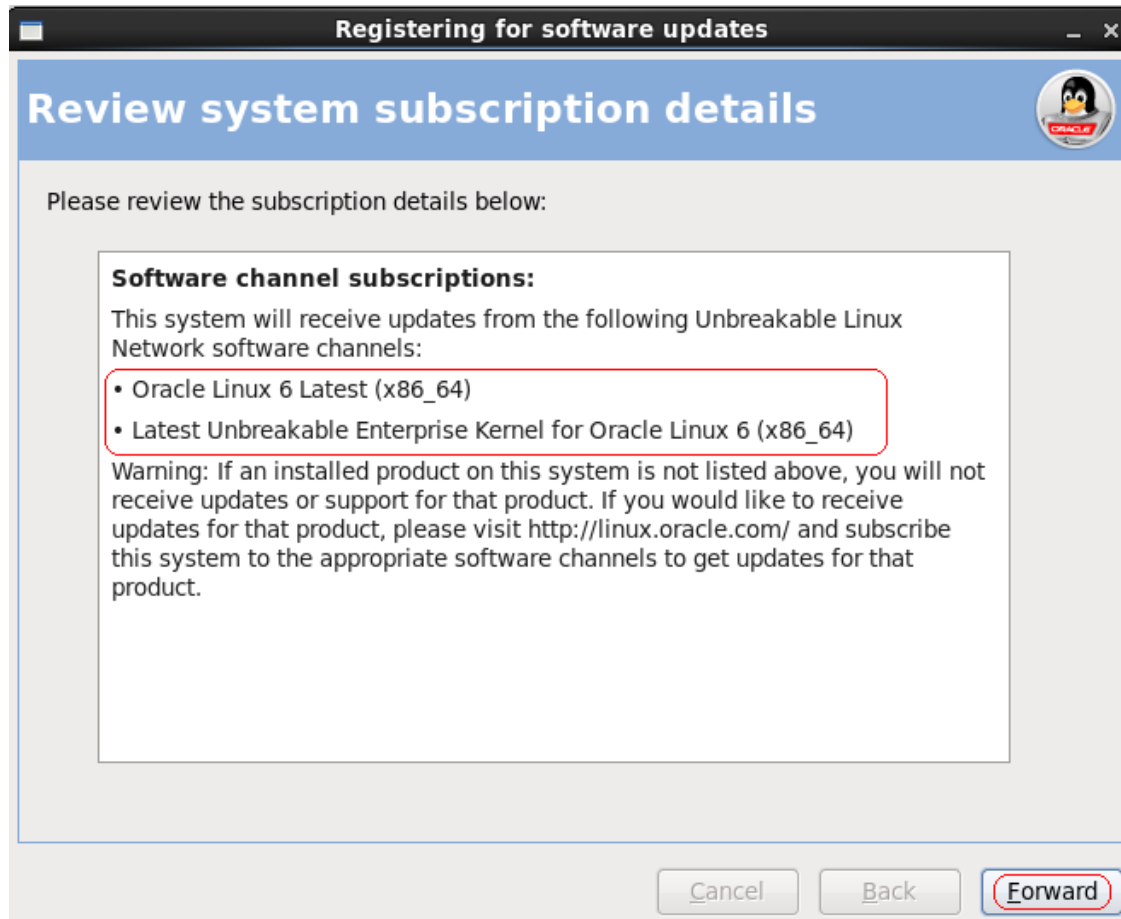 Registering for software updates
Review system subscription details
ORACLE
Please review the subscription details below:
Software channel subscriptions:
This system will receive updates from the following Unbreakable Linux
Network software channels:
• Oracle Linux 6 Latest (x86_64)
• Latest Unbreakable Enterprise Kernel for Oracle Linux 6 (x86_64)
Warning: If an installed product on this system is not listed above, you will not
receive updates or support for that product. If you would like to receive
updates for that product, please visit http://linux.oracle.com/ and subscribe
this system to the appropriate software channels to get updates for that
product.
Cancel Back Forward